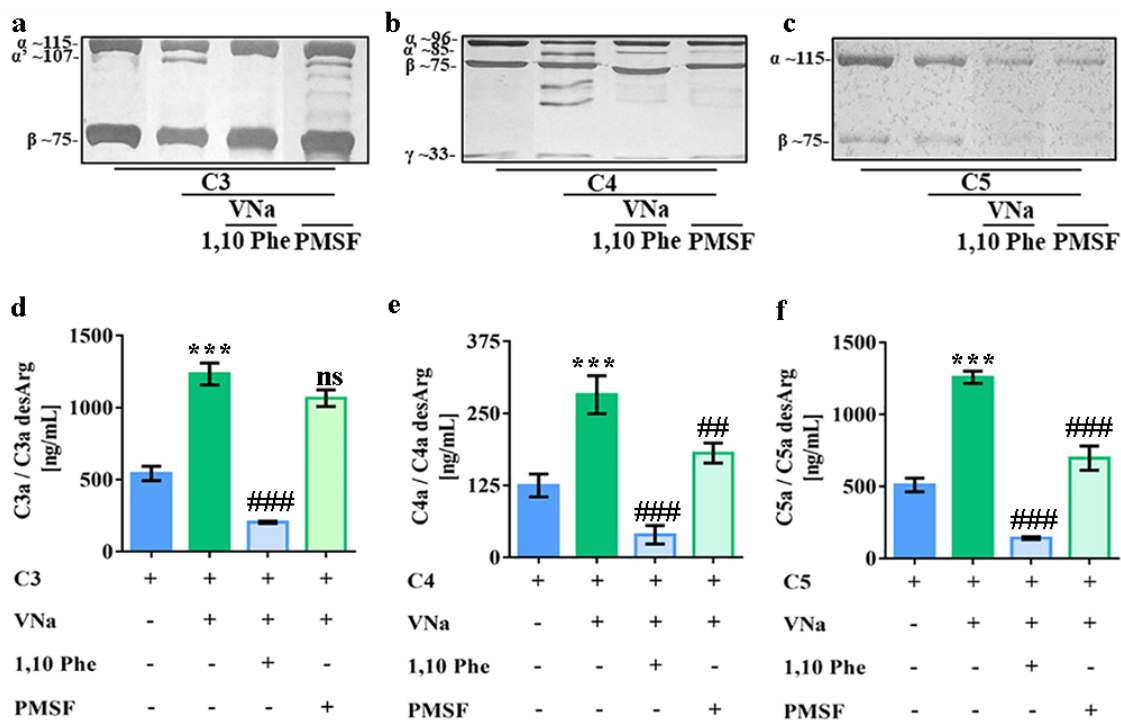 a
α ~115-
α' ~107-
β ~75-
C3
VNa
1,10 Phe PMSF
b
α ~96-
α' ~85-
β ~75-
γ ~33-
C4
VNa
1,10 Phe PMSF
c
α ~115-
β ~75-
C5
VNa
1,10 Phe PMSF
d
C3a / C3a desArg
[ng/mL]
1500
1000
500
0
***
###
ns
C3 + + + +
VNa - + + +
1,10 Phe - - + -
PMSF - - - +
e
C4a / C4a desArg
[ng/mL]
375
250
125
0
***
###
##
C4 + + + +
VNa - + + +
1,10 Phe - - + -
PMSF - - - +
f
C5a / C5a desArg
[ng/mL]
1500
1000
500
0
***
###
###
C5 + + + +
VNa - + + +
1,10 Phe - - + -
PMSF - - - +